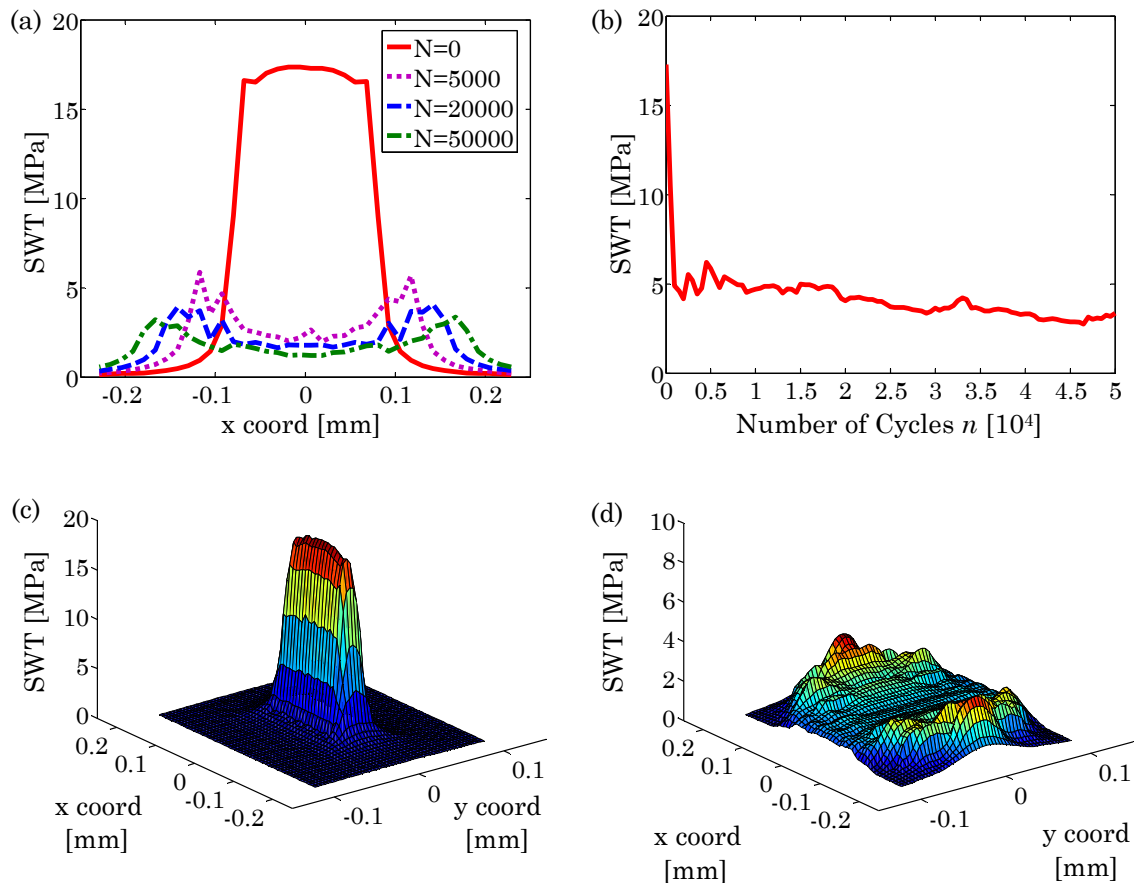 (a)
20
15
10
5
0
SWT [MPa]
-0.2
-0.1
0
0.1
0.2
x coord [mm]
N=0
N=5000
N=20000
N=50000
(b)
20
15
10
5
0
SWT [MPa]
0
0.5
1
1.5
2
2.5
3
3.5
4
4.5
5
Number of Cycles n [10⁴]
(c)
20
15
10
5
0
SWT [MPa]
0.2
0.1
0
-0.1
-0.2
x coord
[mm]
-0.1
0
0.1
y coord
[mm]
(d)
10
8
6
4
2
0
SWT [MPa]
0.2
0.1
0
-0.1
-0.2
x coord
[mm]
-0.1
0
0.1
y coord
[mm]